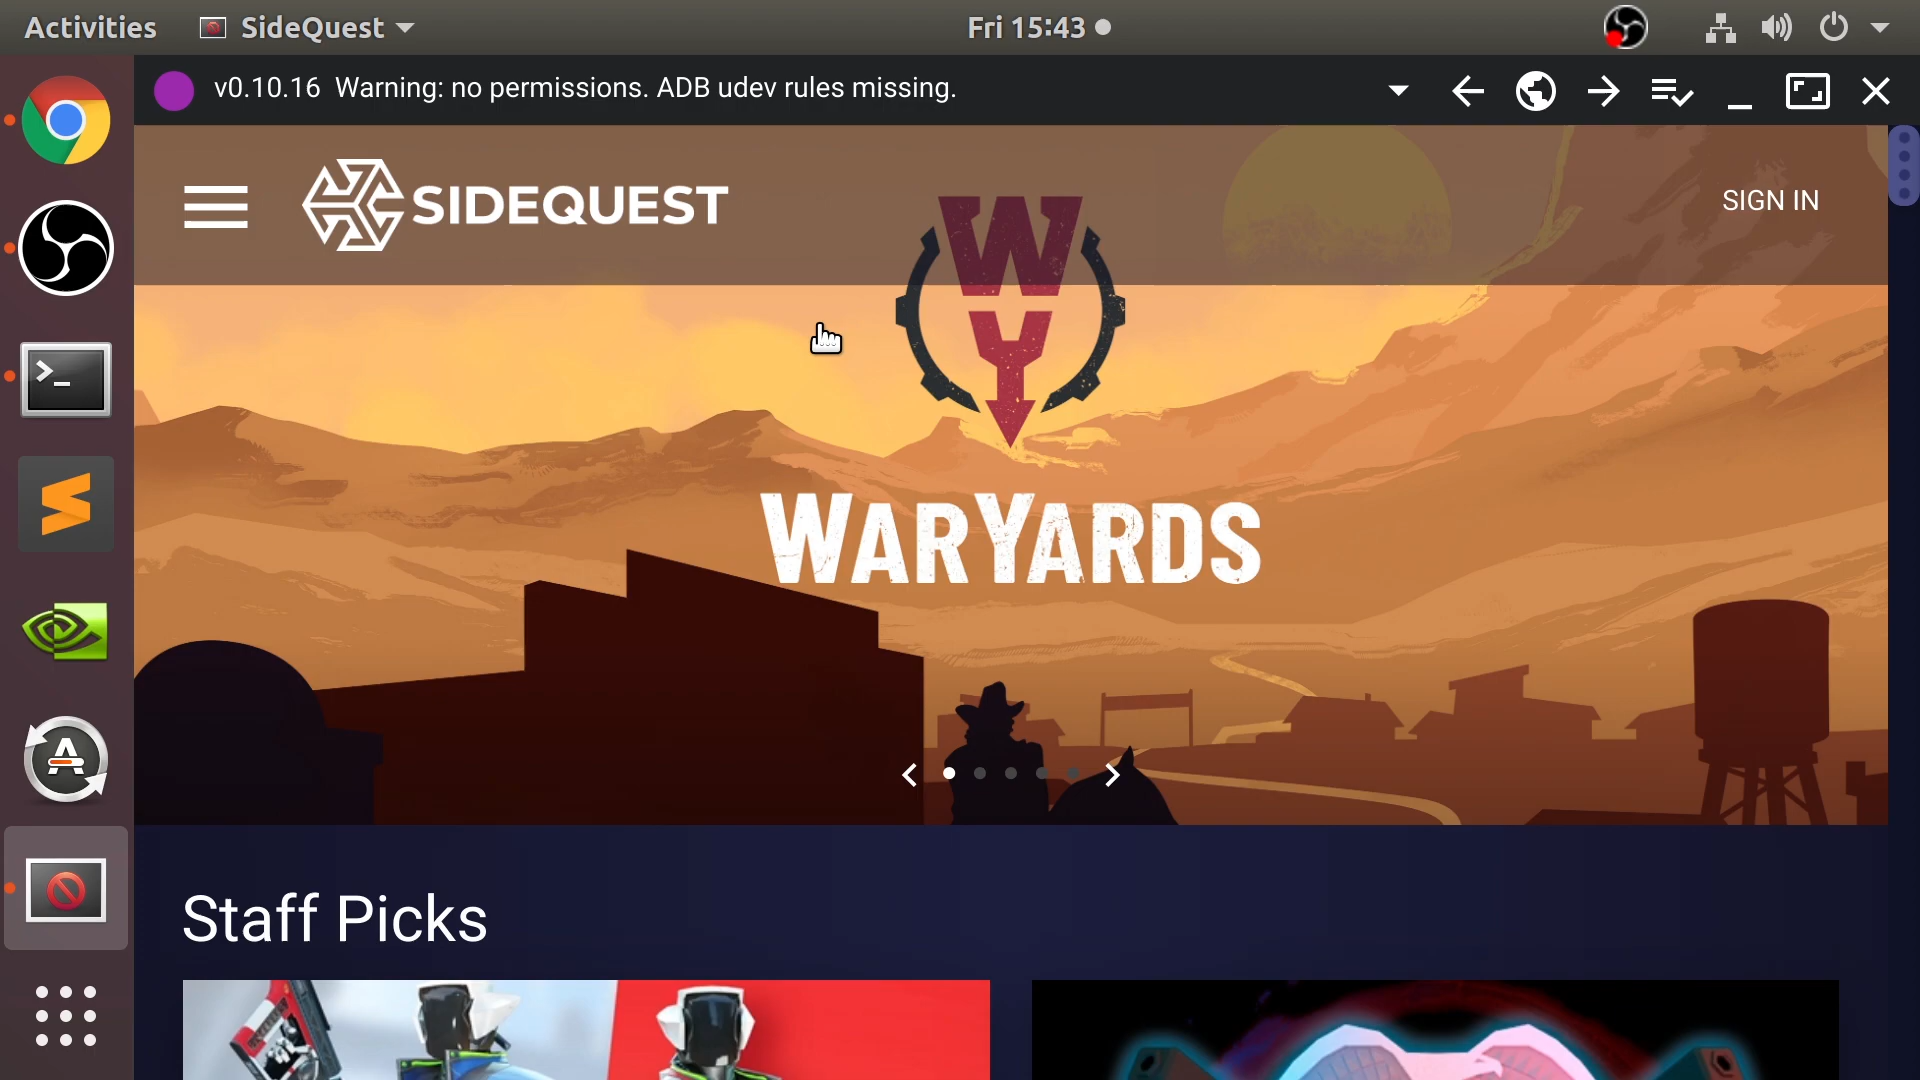 Activities
SideQuest
Fri 15:43
v0.10.16 Warning: no permissions. ADB udev rules missing.
SIDEQUEST
SIGN IN
WY
WARYARDS
Staff Picks